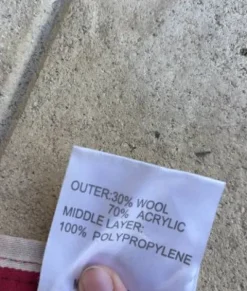 OUTER:30% WOOL
70% ACRYLIC
MIDDLE LAYER:
100% POLYPROPYLENE